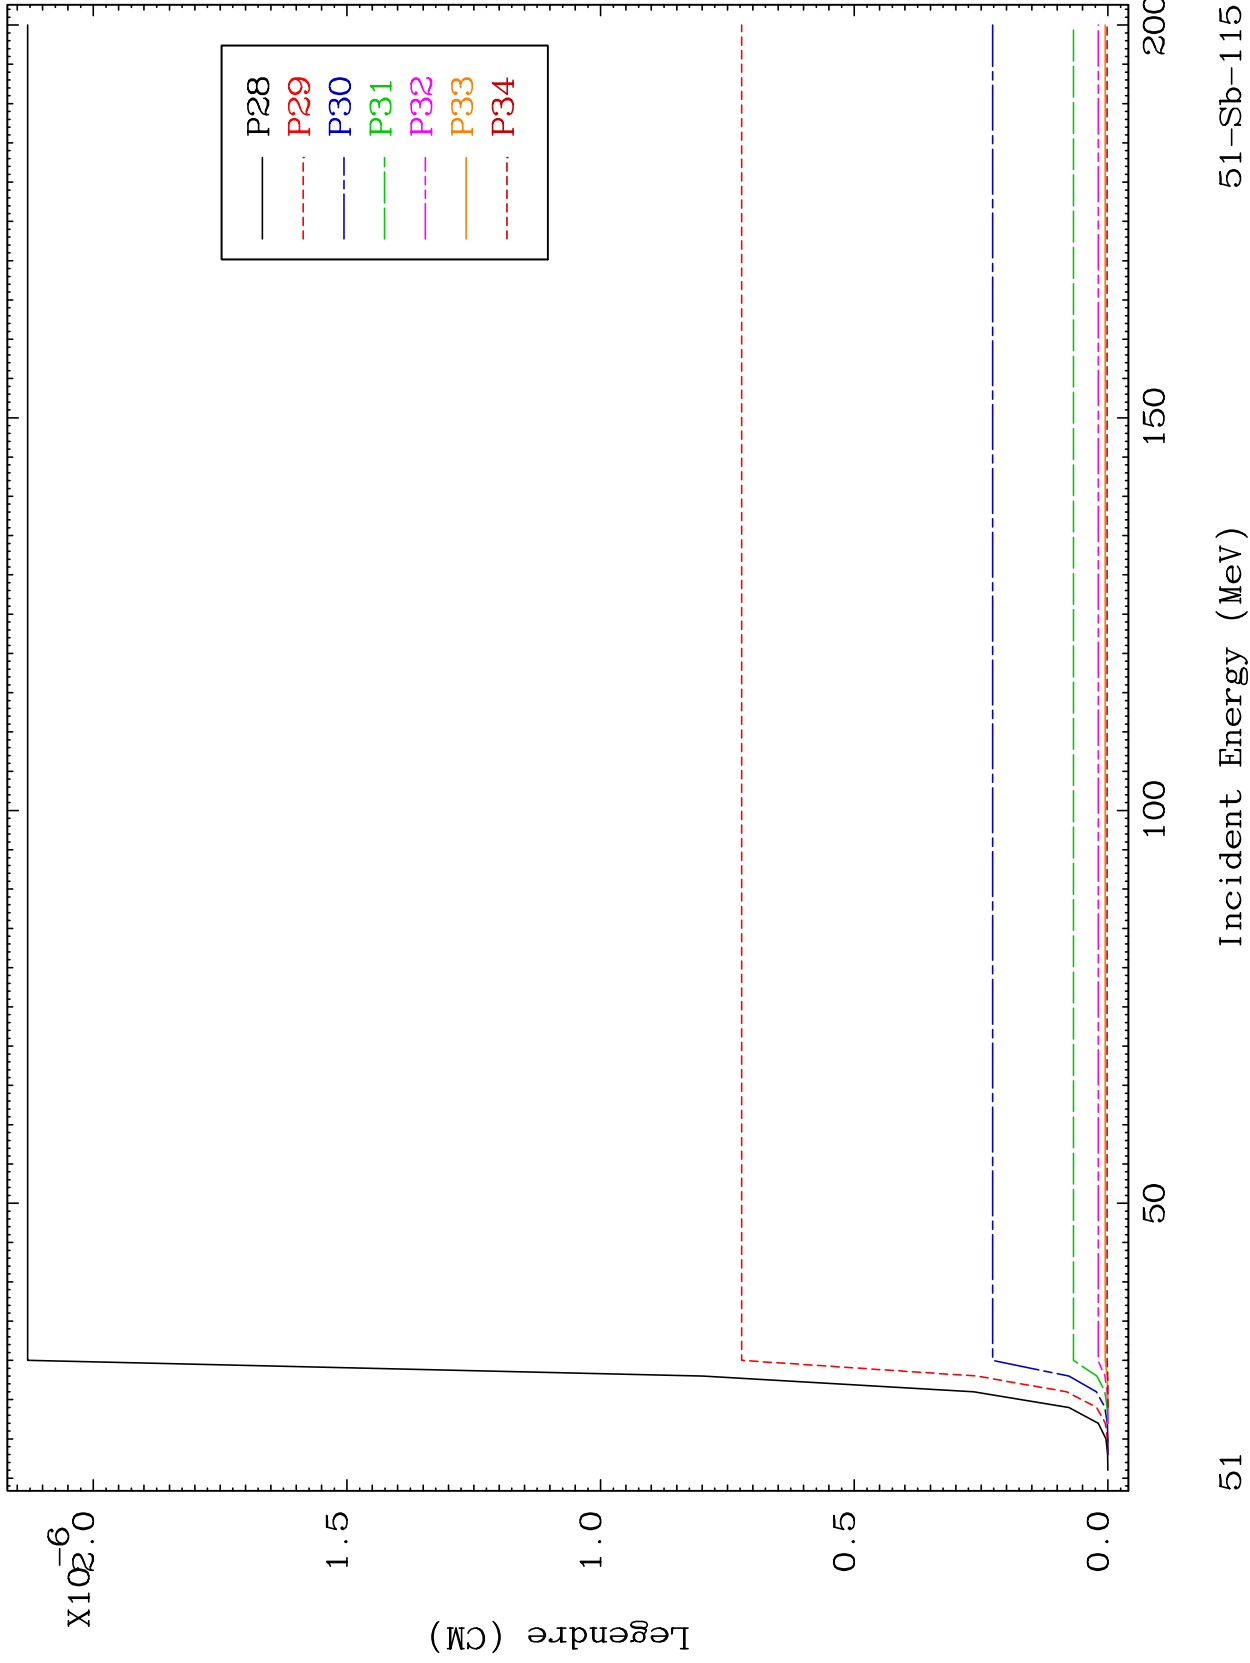 X10-6
2.0
1.5
1.0
0.5
0.0
Legendre (CM)
P28
P29
P30
P31
P32
P33
P34
50
100
150
200
Incident Energy (MeV)
51
51-Sb-115